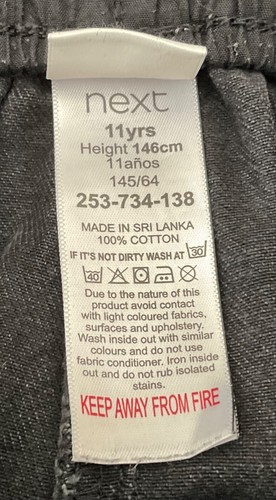 next
11yrs
Height 146cm
11años
145/64
253-734-138
MADE IN SRI LANKA
100% COTTON
IF IT'S NOT DIRTY WASH AT 30
40
Due to the nature of this
product avoid contact
with light coloured fabrics,
surfaces and upholstery.
Wash inside out with similar
colours and do not use
fabric conditioner. Iron inside
out and do not rub isolated
stains.
KEEP AWAY FROM FIRE